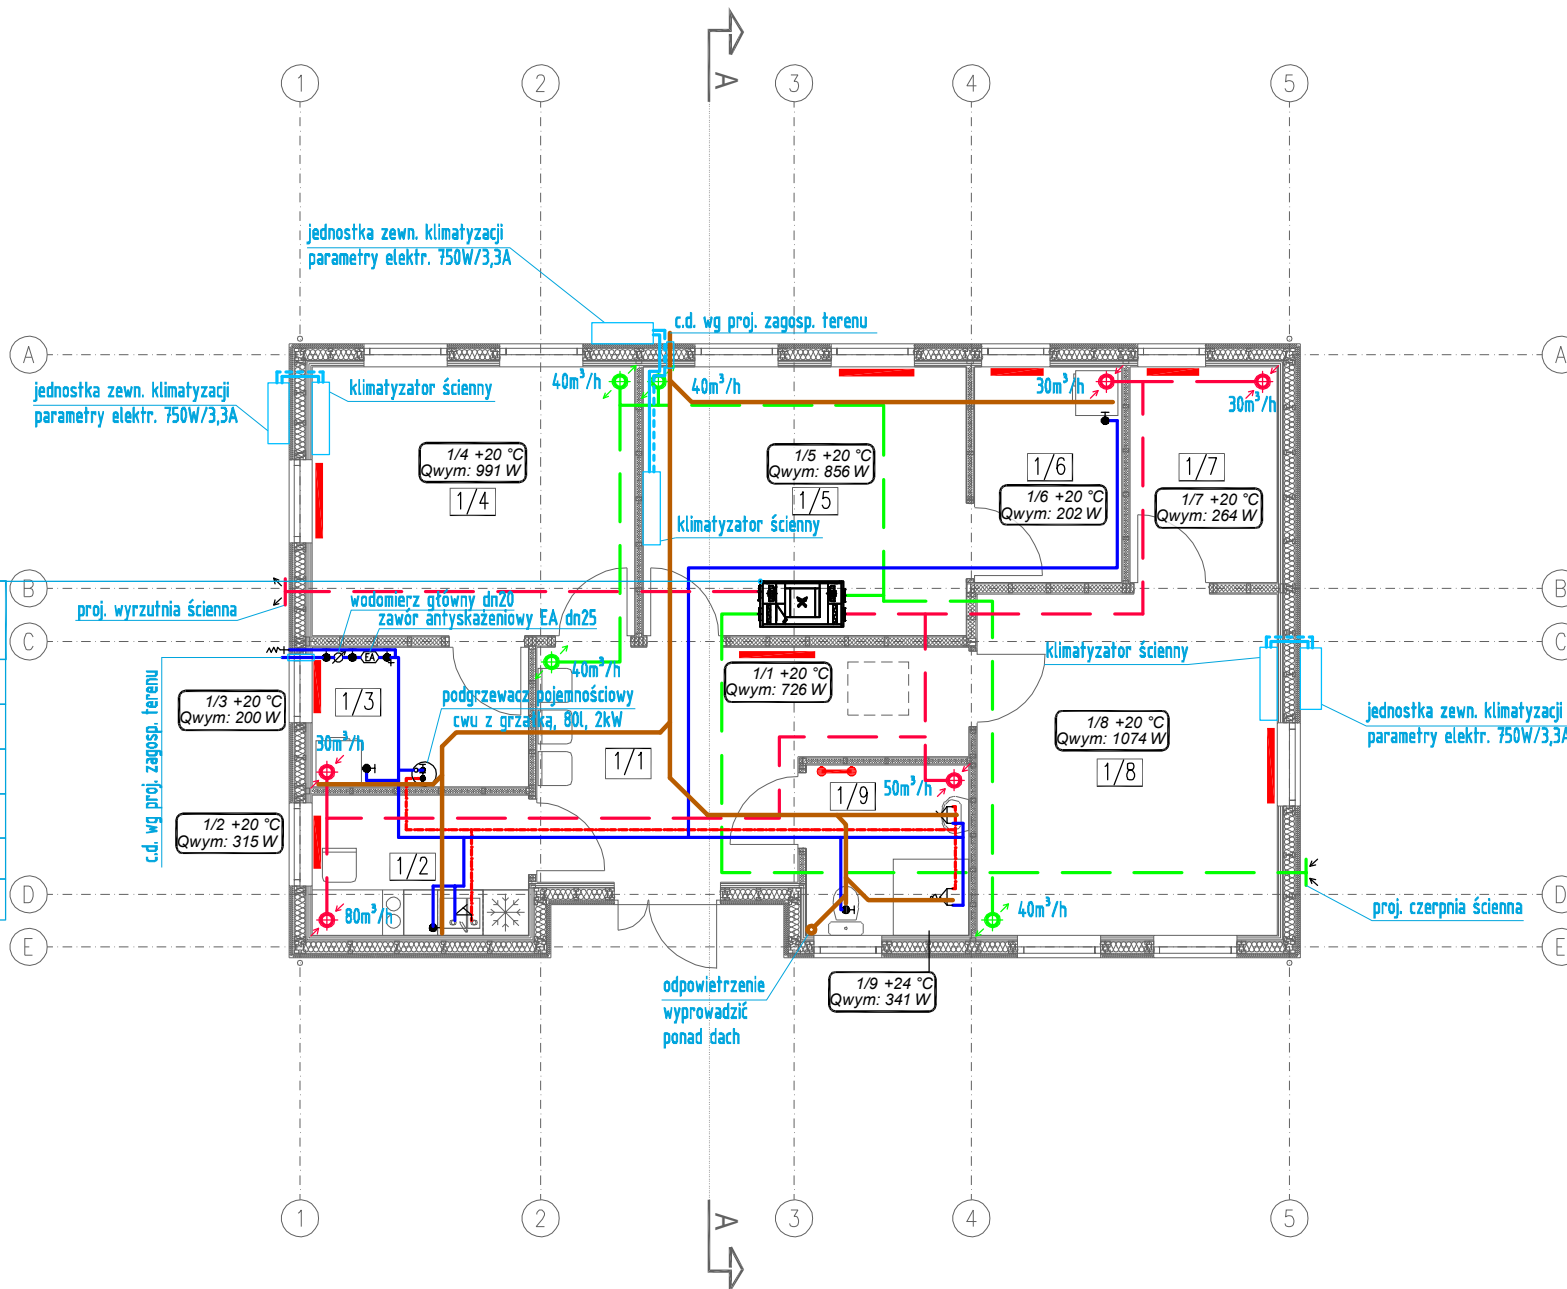 1
2
3
4
5
A
jednostka zewn. klimatyzacji
parametry elektr. 750W/3,3A
c.d. wg proj. zagosp. terenu
A
A
jednostka zewn. klimatyzacji
parametry elektr. 750W/3,3A
klimatyzator ścienny
40m³/h
40m³/h
30m³/h
30m³/h
1/4 +20 °C
Qwym: 991 W
1/4
1/5 +20 °C
Qwym: 856 W
1/5
1/6
1/6 +20 °C
Qwym: 202 W
1/7
1/7 +20 °C
Qwym: 264 W
klimatyzator ścienny
B
B
proj. wyrzutnia ścienna
wodomierz główny dn20
zawór antyskażeniowy EA dn25
C
C
EA
40m³/h
klimatyzator ścienny
c.d. wg proj. zagosp. terenu
1/3 +20 °C
Qwym: 200 W
1/3
podgrzewacz pojemnościowy
cwu z grzałką, 80l, 2kW
1/1 +20 °C
Qwym: 726 W
1/8 +20 °C
Qwym: 1074 W
jednostka zewn. klimatyzacji
parametry elektr. 750W/3,3A
30m³/h
1/1
1/8
1/9
50m³/h
1/2 +20 °C
Qwym: 315 W
1/2
80m³/h
40m³/h
proj. czerpnia ścienna
D
D
E
E
1/9 +24 °C
Qwym: 341 W
odpowietrzenie
wyprowadzić
ponad dach
1
2
A
3
4
5